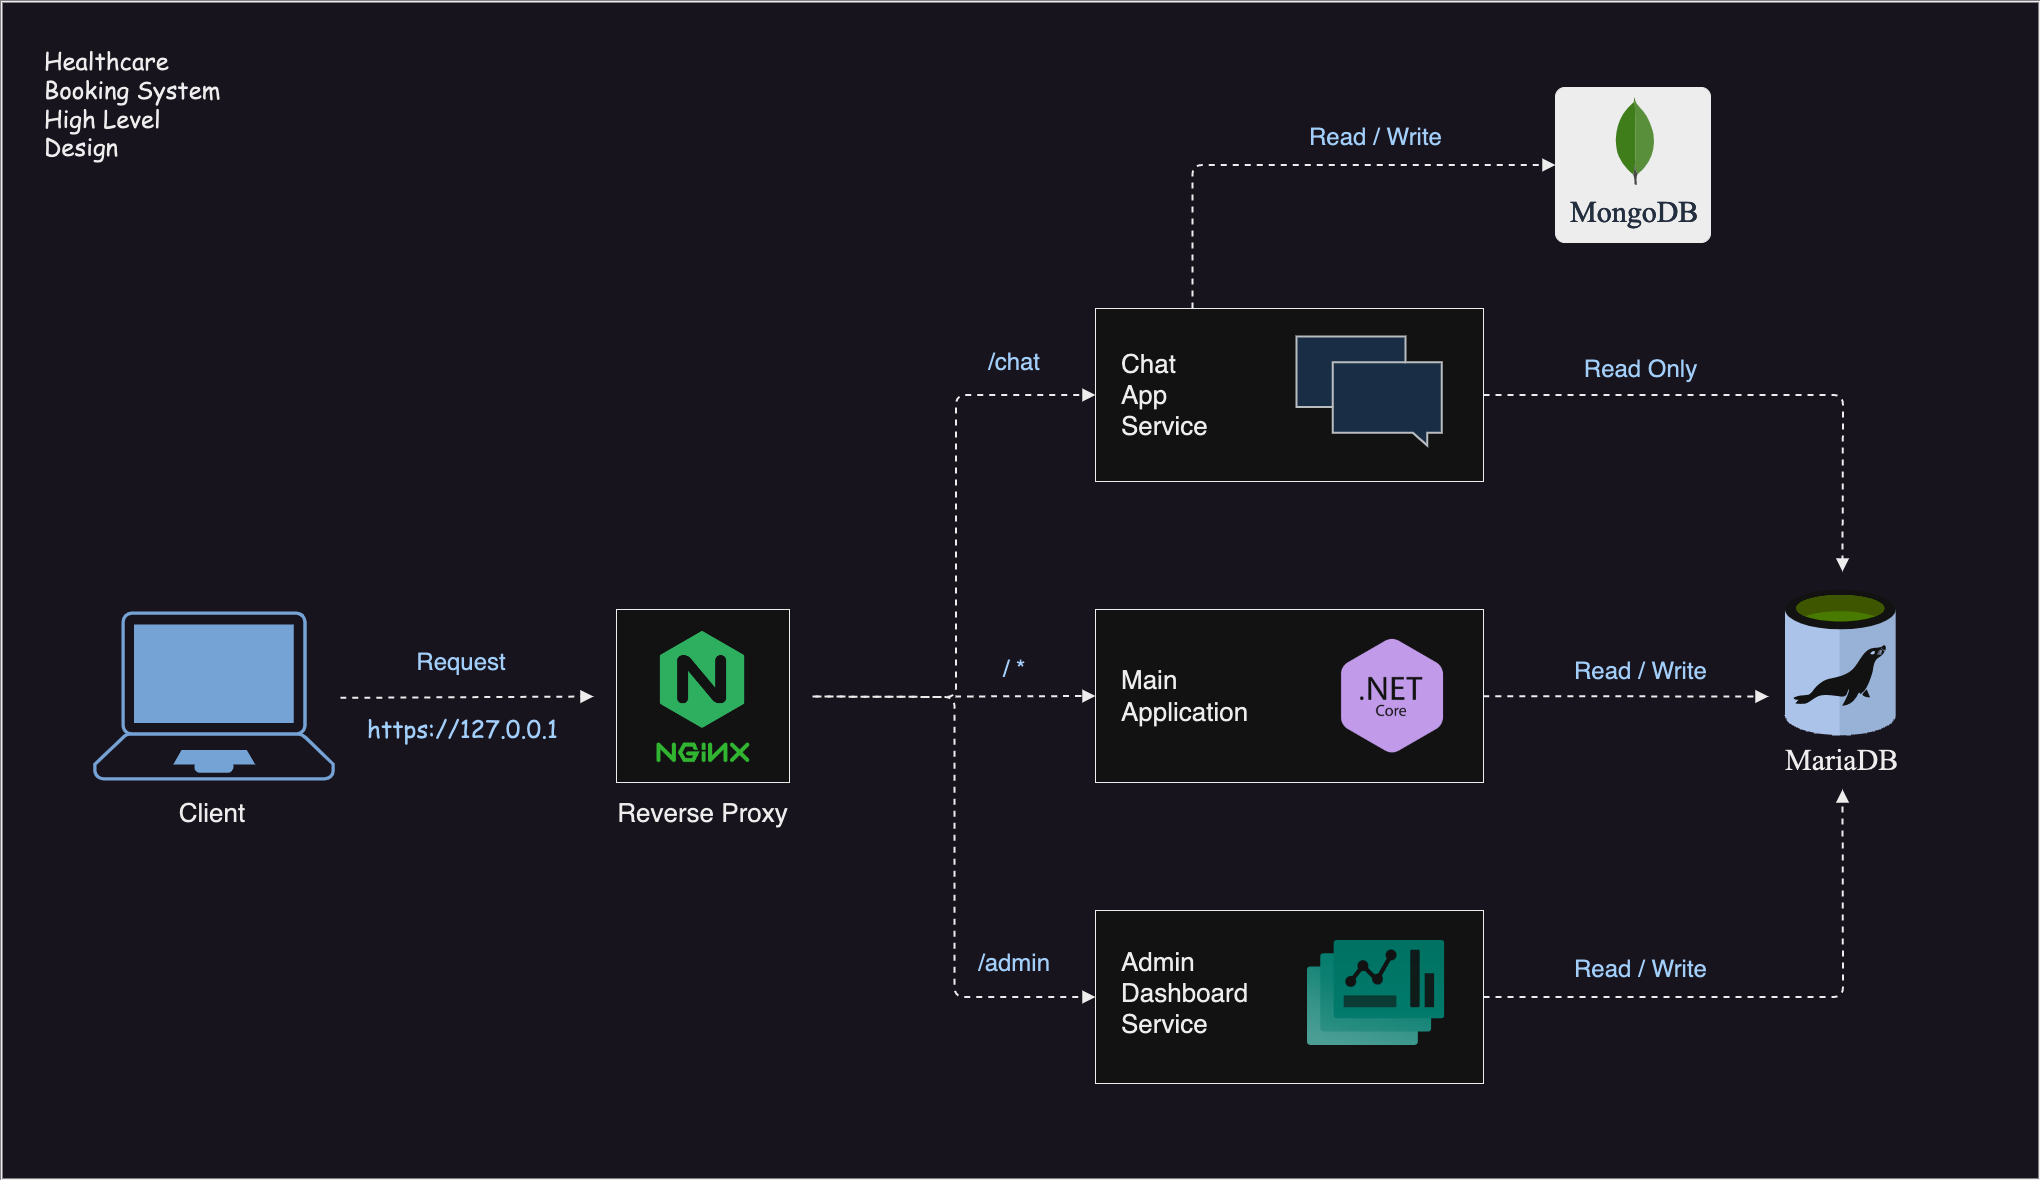 Healthcare
Booking System
High Level
Design
Read / Write
MongoDB
/chat
Chat
App
Service
Read Only
Request
https://127.0.0.1
Client
NGINX
Reverse Proxy
/ *
Main
Application
.NET
Core
Read / Write
MariaDB
/admin
Admin
Dashboard
Service
Read / Write